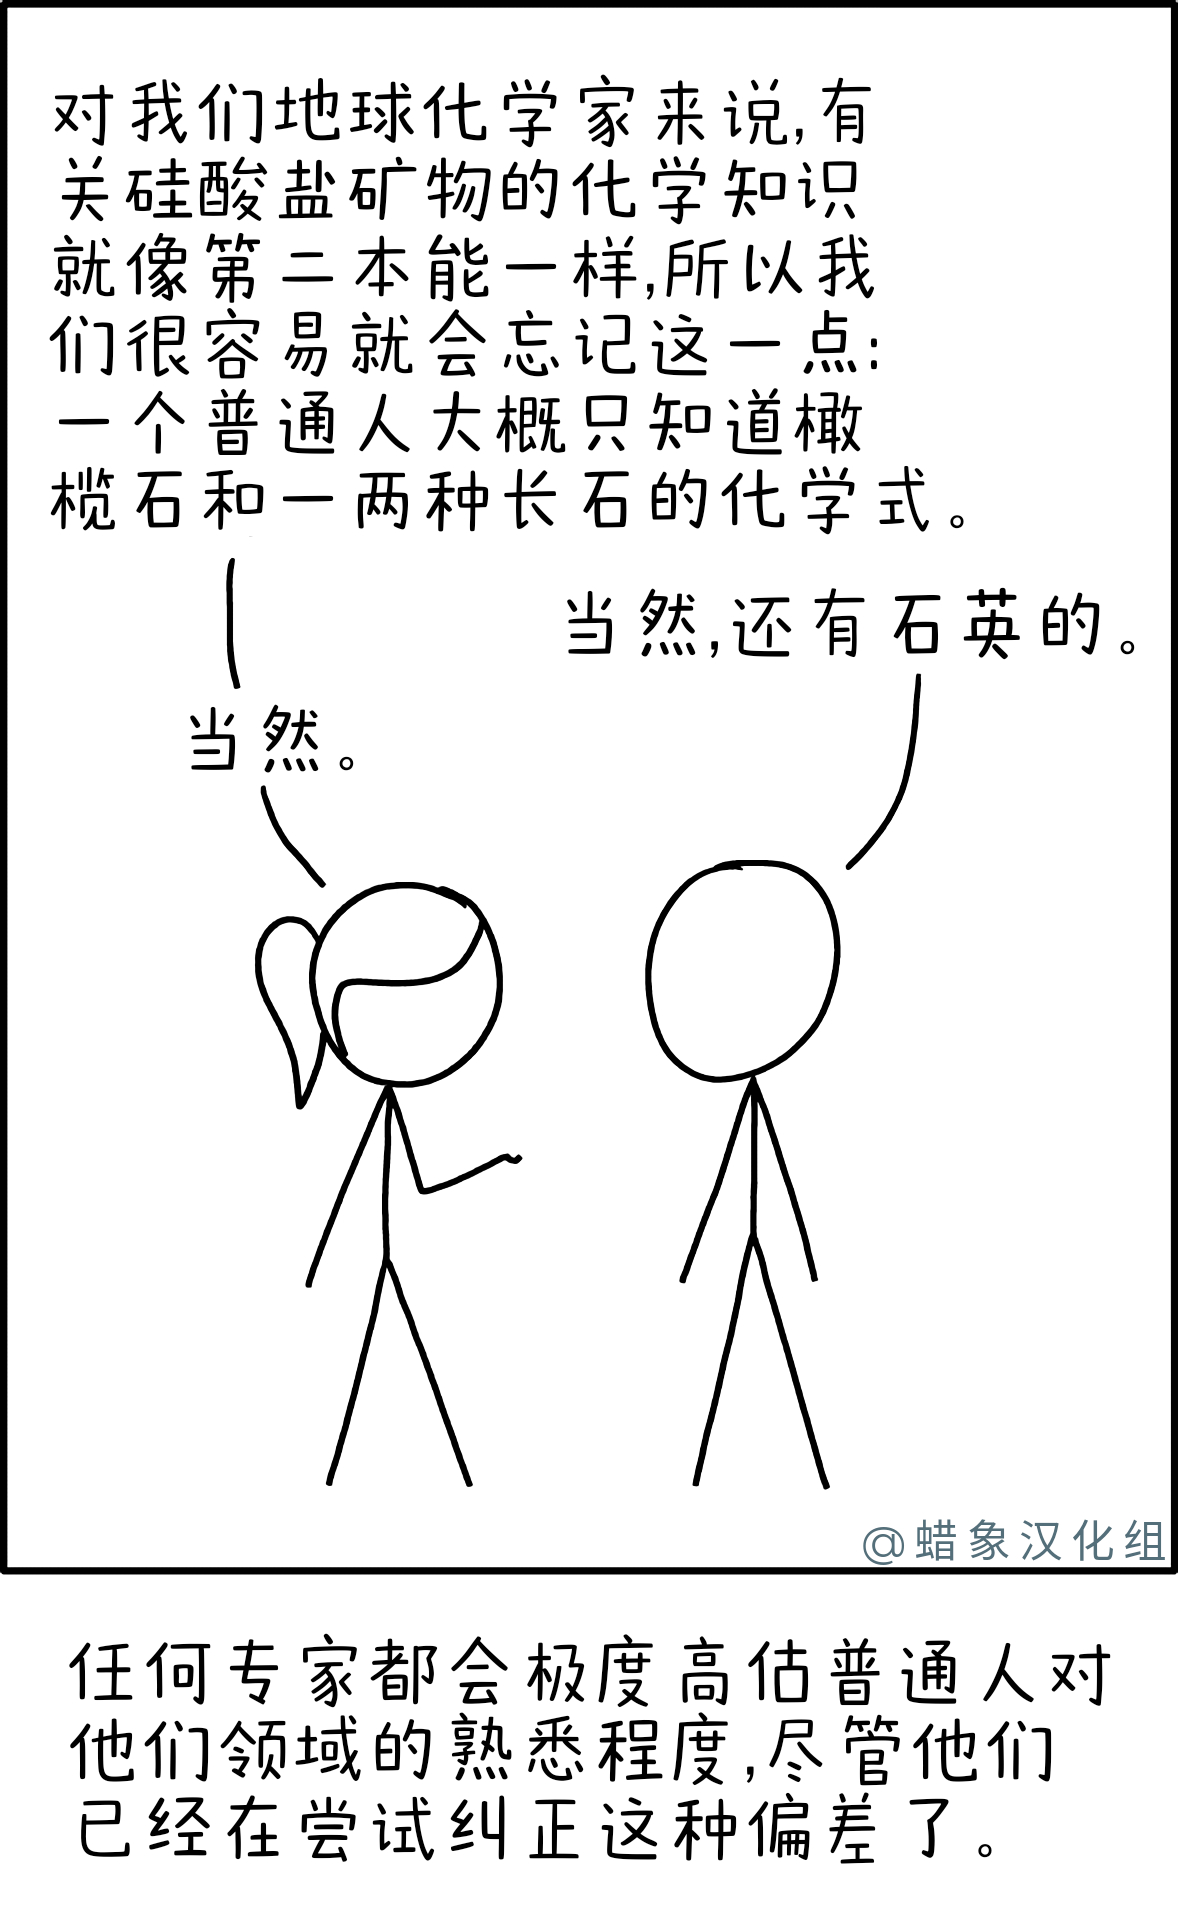 对我们地球化学家来说,有
关硅酸盐矿物的化学知识
就像第二本能一样,所以我
们很容易就会忘记这一点:
一个普通人大概只知道橄
榄石和一两种长石的化学式。
当然,还有石英的。
当然。
@蜡象汉化组
任何专家都会极度高估普通人对
他们领域的熟悉程度,尽管他们
已经在尝试纠正这种偏差了。